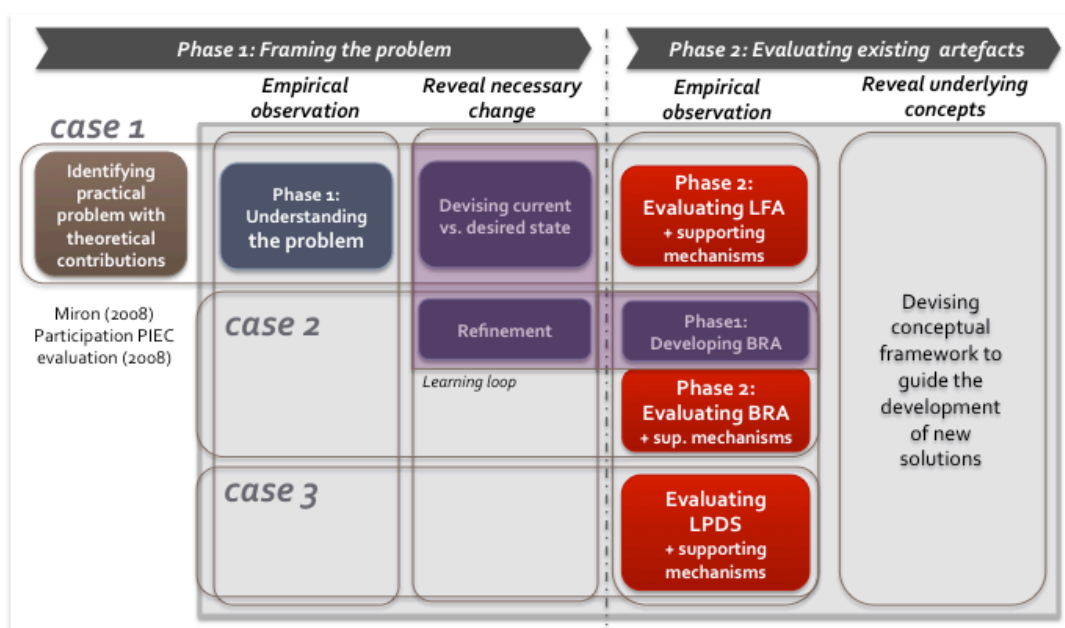 Phase 1: Framing the problem
Phase 2: Evaluating existing artefacts
Empirical
observation
Reveal necessary
change
Empirical
observation
Reveal underlying
concepts
case 1
Identifying
practical
problem with
theoretical
contributions
Phase 1:
Understanding
the problem
Devising current
vs. desired state
Phase 2:
Evaluating LFA
+ supporting
mechanisms
Miron (2008)
Participation PIEC
evaluation (2008)
case 2
Refinement
Learning loop
Phase1:
Developing BRA
Phase 2:
Evaluating BRA
+ sup. mechanisms
case 3
Evaluating
LPDS
+ supporting
mechanisms
Devising
conceptual
framework to
guide the
development
of new
solutions